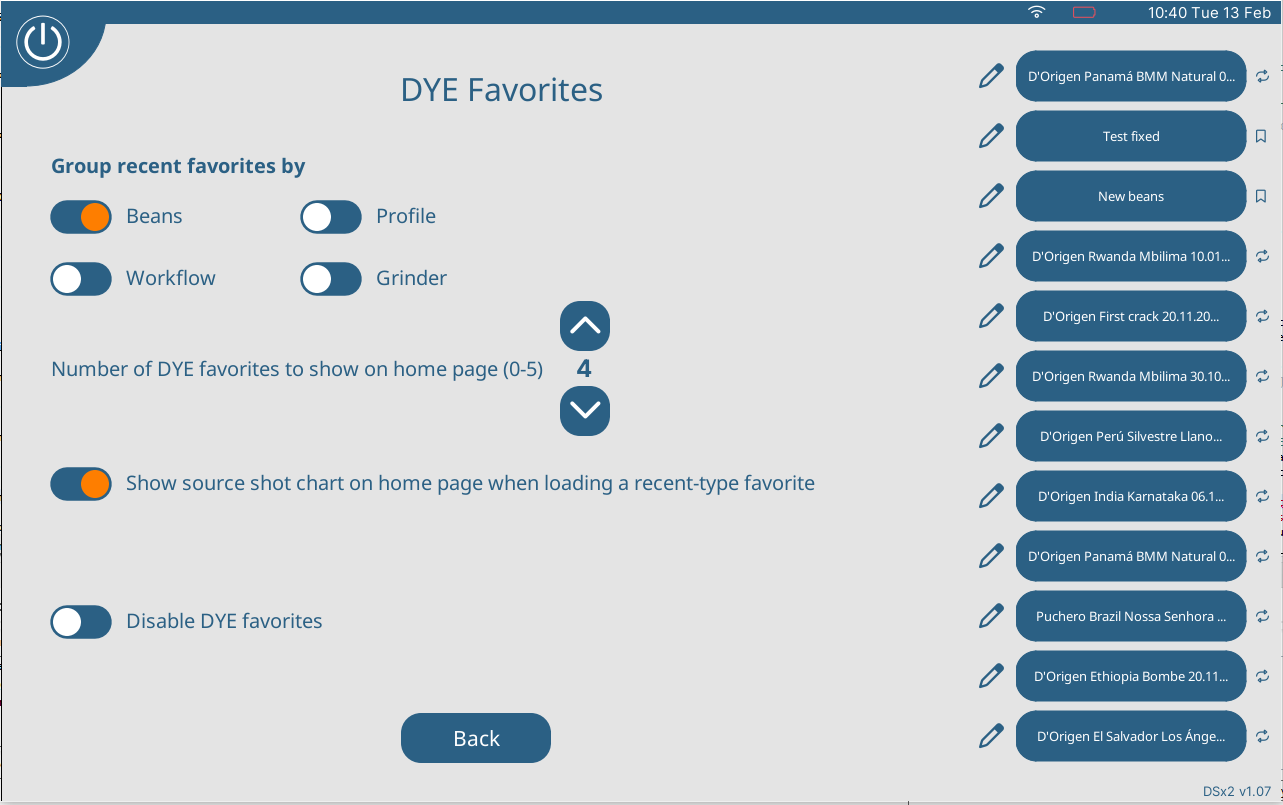 10:40 Tue 13 Feb
DYE Favorites
Group recent favorites by
Beans
Profile
Workflow
Grinder
Number of DYE favorites to show on home page (0-5)
4
Show source shot chart on home page when loading a recent-type favorite
Disable DYE favorites
Back
D'Origen Panamá BMM Natural 0...
Test fixed
New beans
D'Origen Rwanda Mbilima 10.01...
D'Origen First crack 20.11.20...
D'Origen Rwanda Mbilima 30.10...
D'Origen Perú Silvestre Llano...
D'Origen India Karnataka 06.1...
D'Origen Panamá BMM Natural 0...
Puchero Brazil Nossa Senhora ...
D'Origen Ethiopia Bombe 20.11...
D'Origen El Salvador Los Ánge...
DSx2 v1.07